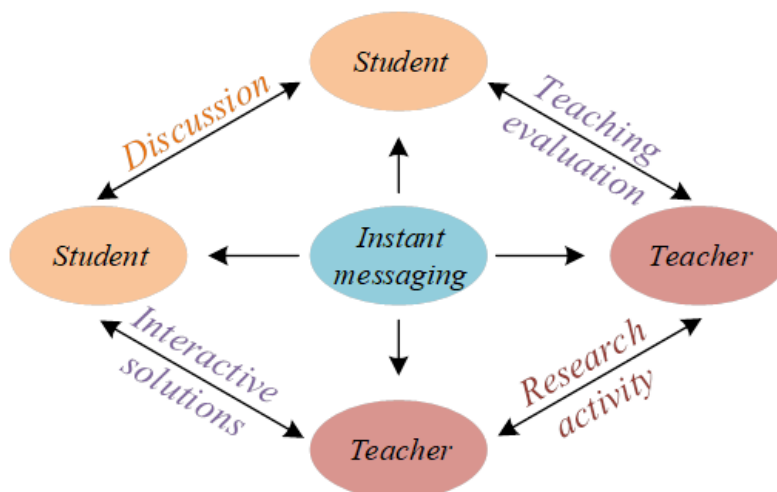 Student
Discussion
Teaching
evaluation
Student
Instant
messaging
Teacher
Interactive
solutions
Research
activity
Teacher